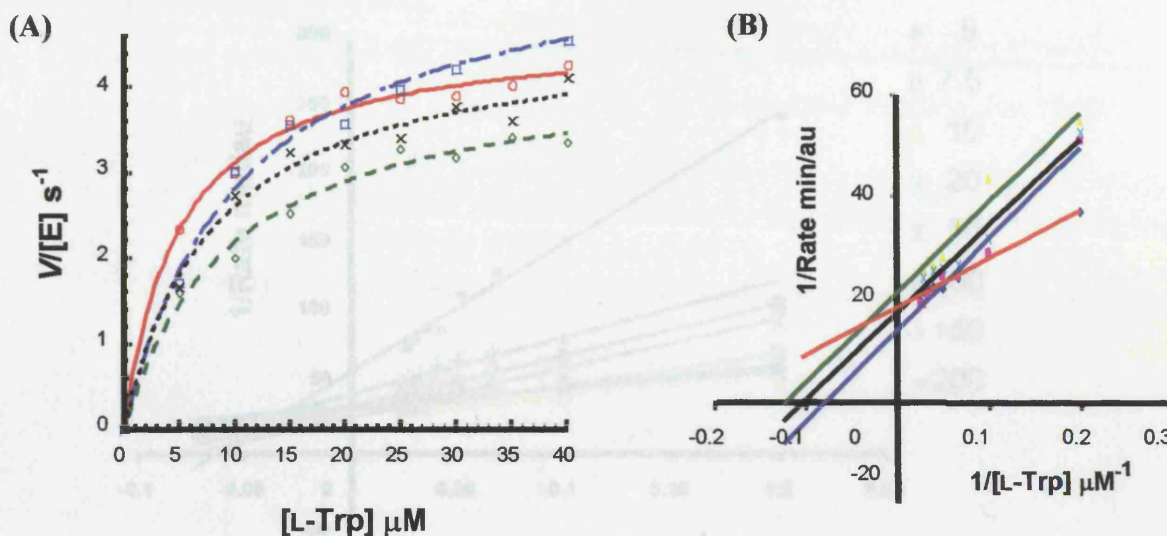 (A)
V/[E] s⁻¹
4
3
2
1
0
0 5 10 15 20 25 30 35 40
[L-Trp] µM
(B)
1/Rate min/au
60
40
20
-0.2 -0.1 0 0.1 0.2 0.3
-20
1/[L-Trp] µM⁻¹